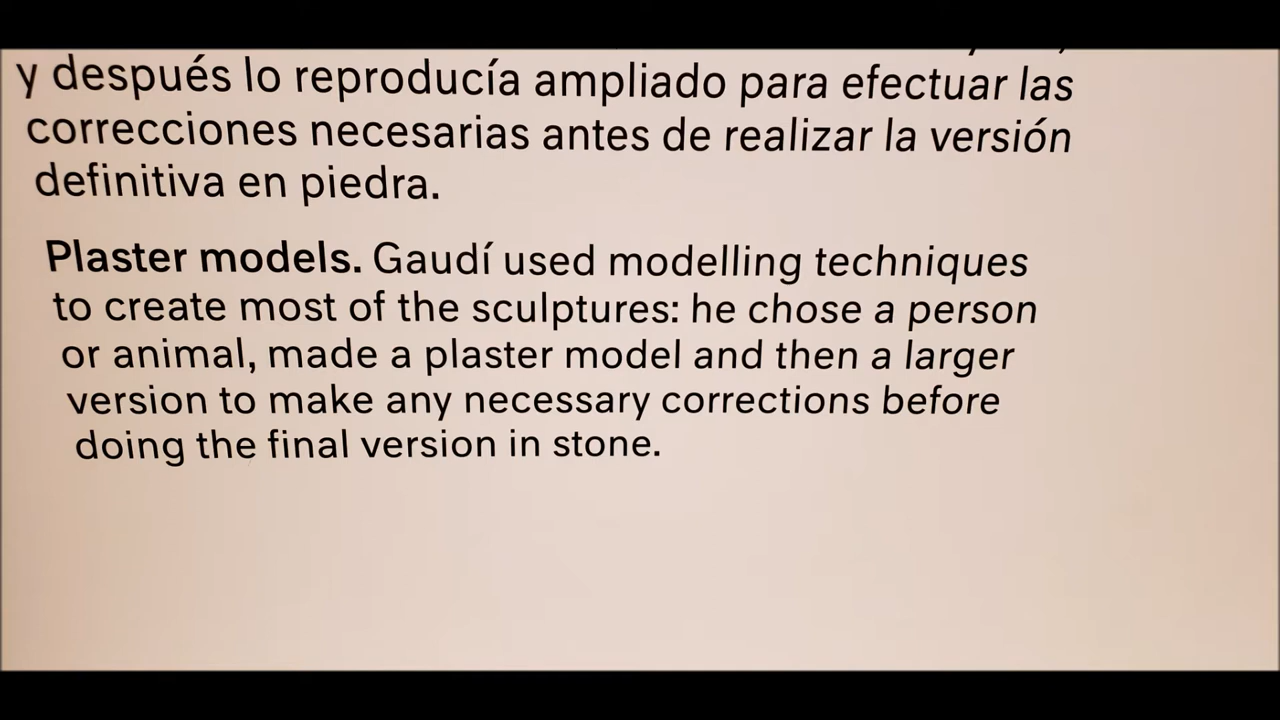 y después lo reproducía ampliado para efectuar las
correcciones necesarias antes de realizar la versión
definitiva en piedra.
Plaster models. Gaudí used modelling techniques
to create most of the sculptures: he chose a person
or animal, made a plaster model and then a larger
version to make any necessary corrections before
doing the final version in stone.